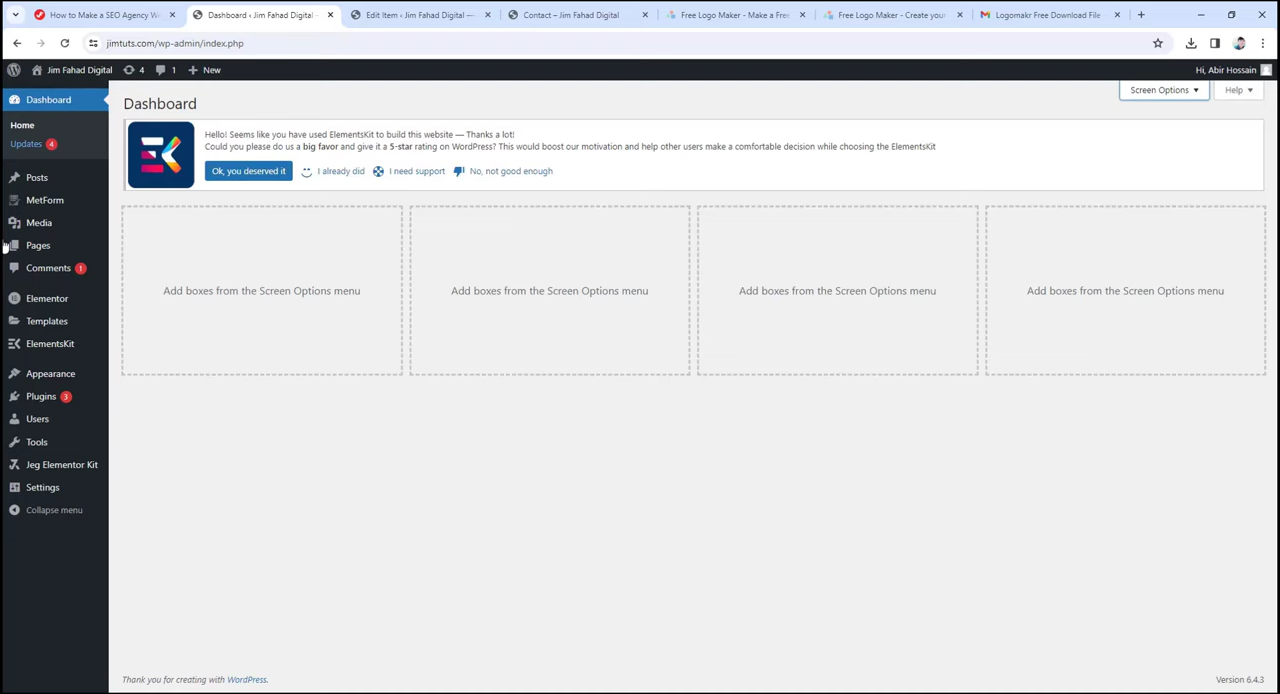 How to Make a SEO Agency We
Dashboard ‹ Jim Fahad Digital –
Edit Item ‹ Jim Fahad Digital —
Contact – Jim Fahad Digital
Free Logo Maker - Make a Free
Free Logo Maker - Create your
Logomakr Free Download File
jimtuts.com/wp-admin/index.php
Jim Fahad Digital 4 1 New
Hi, Abir Hossain
Dashboard
Home
Updates 4
Posts
MetForm
Media
Pages
Comments 1
Elementor
Templates
ElementsKit
Appearance
Plugins 3
Users
Tools
Jeg Elementor Kit
Settings
Collapse menu
Screen Options
Help
Dashboard
Hello! Seems like you have used ElementsKit to build this website — Thanks a lot!
Could you please do us a big favor and give it a 5-star rating on WordPress? This would boost our motivation and help other users make a comfortable decision while choosing the ElementsKit
Ok, you deserved it I already did I need support No, not good enough
Add boxes from the Screen Options menu
Add boxes from the Screen Options menu
Add boxes from the Screen Options menu
Add boxes from the Screen Options menu
Thank you for creating with WordPress.
Version 6.4.3